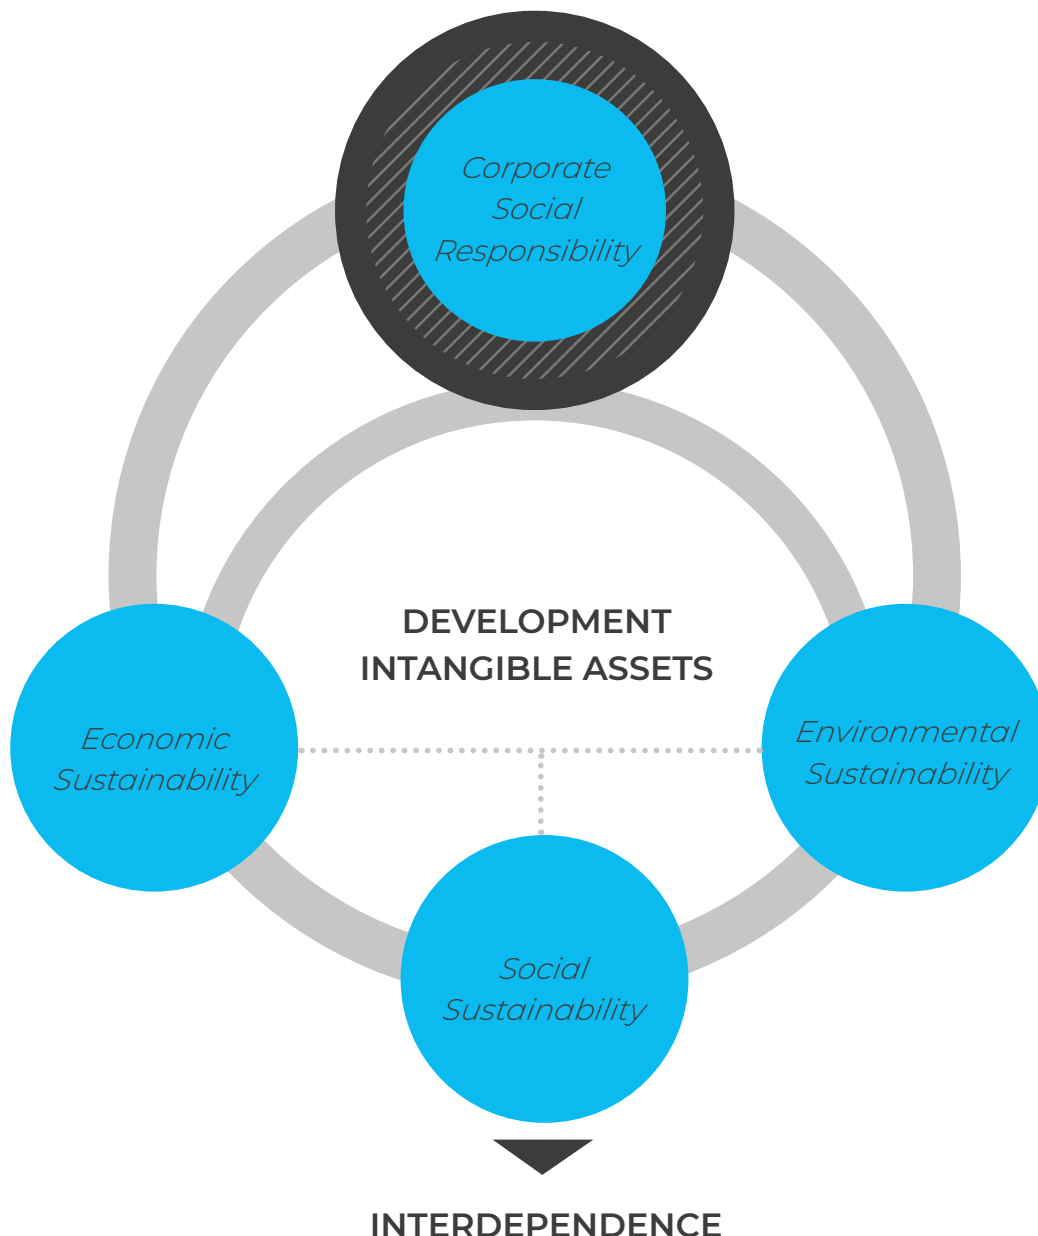 Corporate
Social
Responsibility
DEVELOPMENT
INTANGIBLE ASSETS
Economic
Sustainability
Environmental
Sustainability
Social
Sustainability
INTERDEPENDENCE